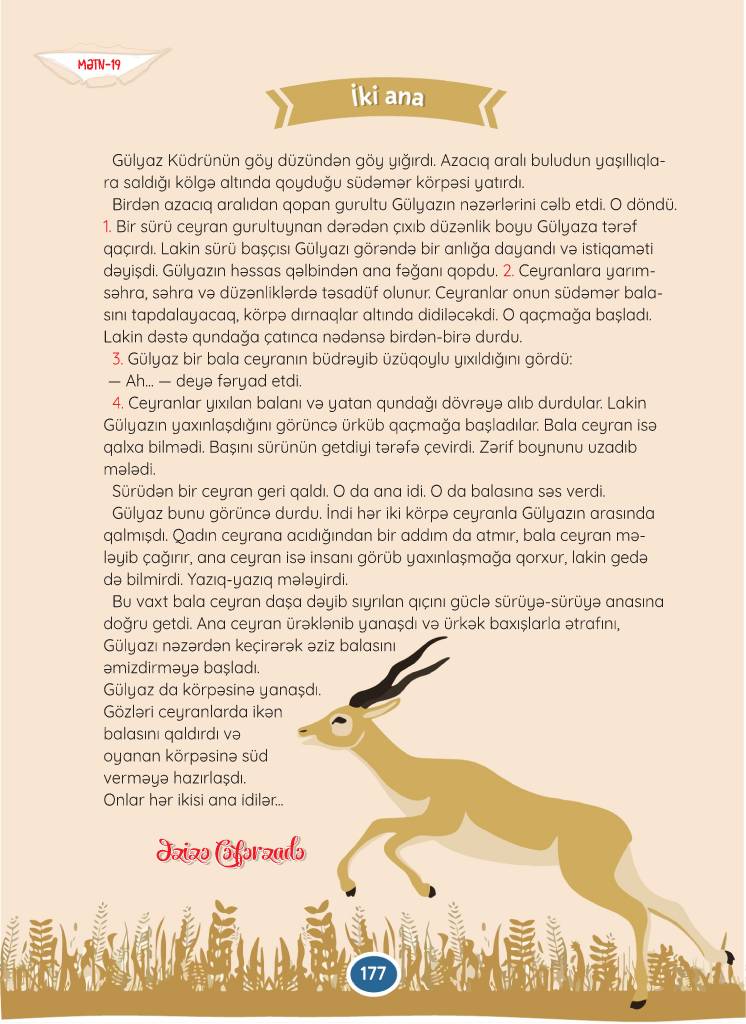 MƏTN-19
İki ana
Gülyaz Küdrünün göy düzündən göy yığırdı. Azacıq aralı buludun yaşıllıqla-
ra saldığı kölgə altında qoyduğu südəmər körpəsi yatırdı.
Birdən azacıq aralıdan qopan gurultu Gülyazın nəzərlərini cəlb etdi. O döndü.
1. Bir sürü ceyran gurultuynan dərədən çıxıb düzənlik boyu Gülyaza tərəf
qaçırdı. Lakin sürü başçısı Gülyazı görəndə bir anlığa dayandı və istiqaməti
dəyişdi. Gülyazın həssas qəlbindən ana fəğanı qopdu. 2. Ceyranlara yarım-
səhra, səhra və düzənliklərdə təsadüf olunur. Ceyranlar onun südəmər bala-
sını tapdalayacaq, körpə dırnaqlar altında didiləcəkdi. O qaçmağa başladı.
Lakin dəstə qundağa çatınca nədənsə birdən-birə durdu.
3. Gülyaz bir bala ceyranın büdrəyib üzüqoylu yıxıldığını gördü:
— Ah... — deyə fəryad etdi.
4. Ceyranlar yıxılan balanı və yatan qundağı dövrəyə alıb durdular. Lakin
Gülyazın yaxınlaşdığını görüncə ürküb qaçmağa başladılar. Bala ceyran isə
qalxa bilmədi. Başını sürünün getdiyi tərəfə çevirdi. Zərif boynunu uzadıb
mələdi.
Sürüdən bir ceyran geri qaldı. O da ana idi. O da balasına səs verdi.
Gülyaz bunu görüncə durdu. İndi hər iki körpə ceyranla Gülyazın arasında
qalmışdı. Qadın ceyrana acıdığından bir addım da atmır, bala ceyran mə-
ləyib çağırır, ana ceyran isə insanı görüb yaxınlaşmağa qorxur, lakin gedə
də bilmirdi. Yazıq-yazıq mələyirdi.
Bu vaxt bala ceyran daşa dəyib sıyrılan qıçını güclə sürüyə-sürüyə anasına
doğru getdi. Ana ceyran ürəklənib yanaşdı və ürkək baxışlarla ətrafını,
Gülyazı nəzərdən keçirərək əziz balasını
əmizdirməyə başladı.
Gülyaz da körpəsinə yanaşdı.
Gözləri ceyranlarda ikən
balasını qaldırdı və
oyanan körpəsinə süd
verməyə hazırlaşdı.
Onlar hər ikisi ana idilər...
Əzizə Cəfərzadə
177